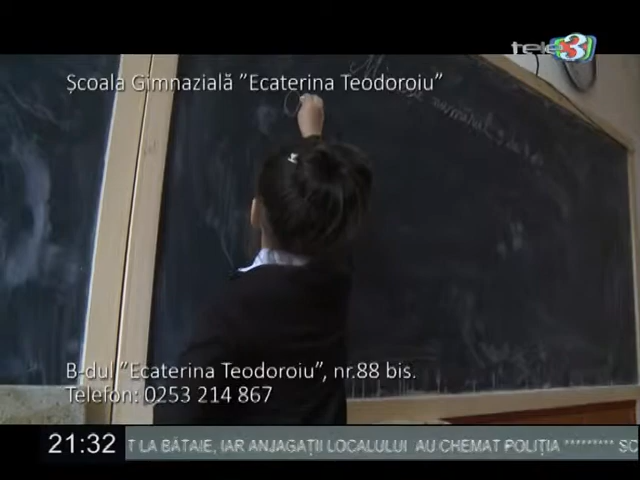 tele3
Școala Gimnazială "Ecaterina Teodoroiu"
B-dul "Ecaterina Teodoroiu", nr.88 bis.
Telefon: 0253 214 867
21:32 T LA BĂTAIE, IAR ANJAGAȚII LOCALULUI AU CHEMAT POLIȚIA ********* SC